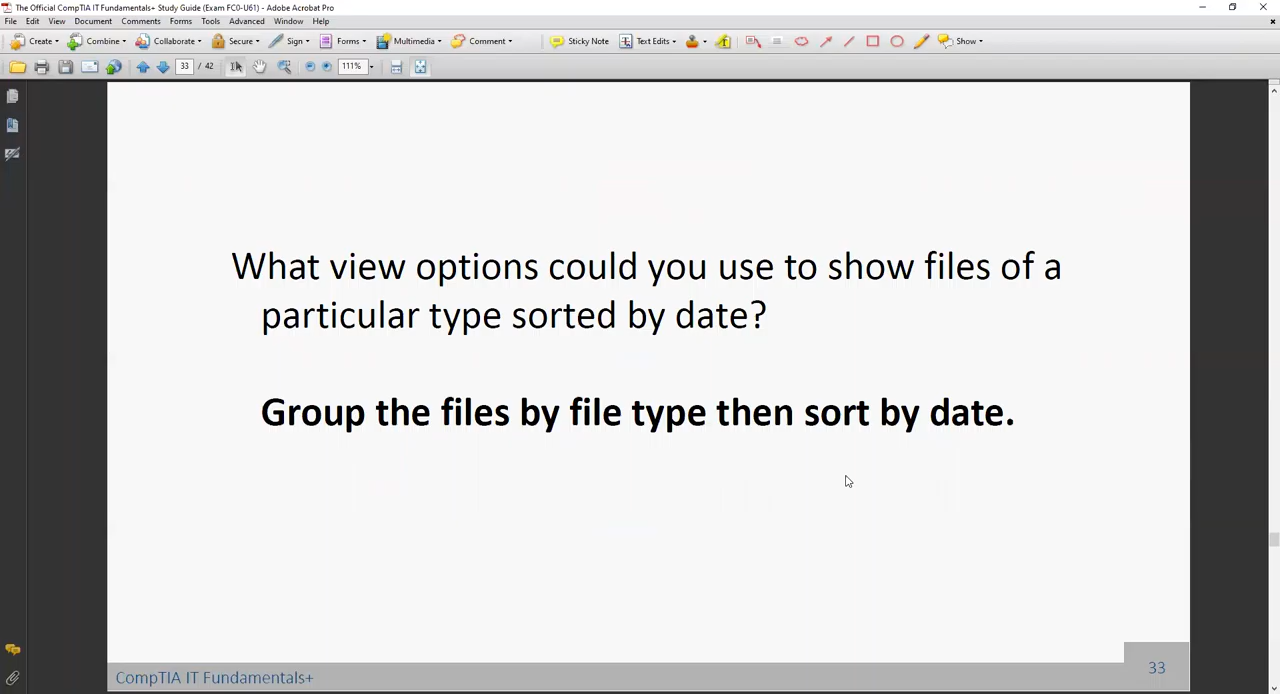 The Official CompTIA IT Fundamentals+ Study Guide (Exam FC0-U61) - Adobe Acrobat Pro
File Edit View Document Comments Forms Tools Advanced Window Help
Create Combine Collaborate Secure Sign Forms Multimedia Comment Sticky Note Text Edits Show
33 / 42 111%
What view options could you use to show files of a
particular type sorted by date?
Group the files by file type then sort by date.
CompTIA IT Fundamentals+ 33